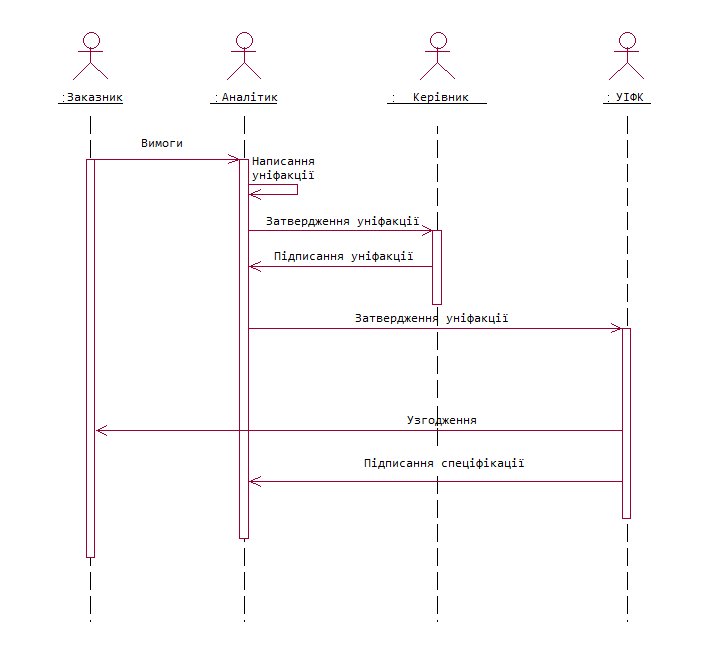 :Заказник
:Аналітик
: Керівник
: УІФК
Вимоги
Написання
уніфакції
Затвердження уніфакції
Підписання уніфакції
Затвердження уніфакції
Узгодження
Підписання специфікації